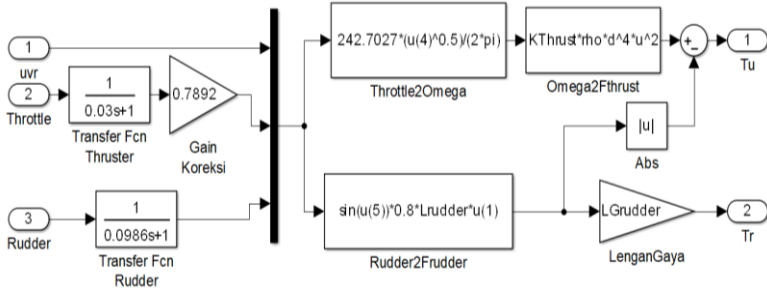 1
uvr
2
Throttle
1
0.03s+1
Transfer Fcn
Thruster
0.7892
Gain
Koreksi
3
Rudder
1
0.0986s+1
Transfer Fcn
Rudder
242.7027*(u(4)^0.5)/(2*pi)
Throttle2Omega
KThrust*rho*d^4*u^2
Omega2Fthrust
+
−
1
Tu
|u|
Abs
sin(u(5))*0.8*Lrudder*u(1)
Rudder2Frudder
LGrudder
LenganGaya
2
Tr